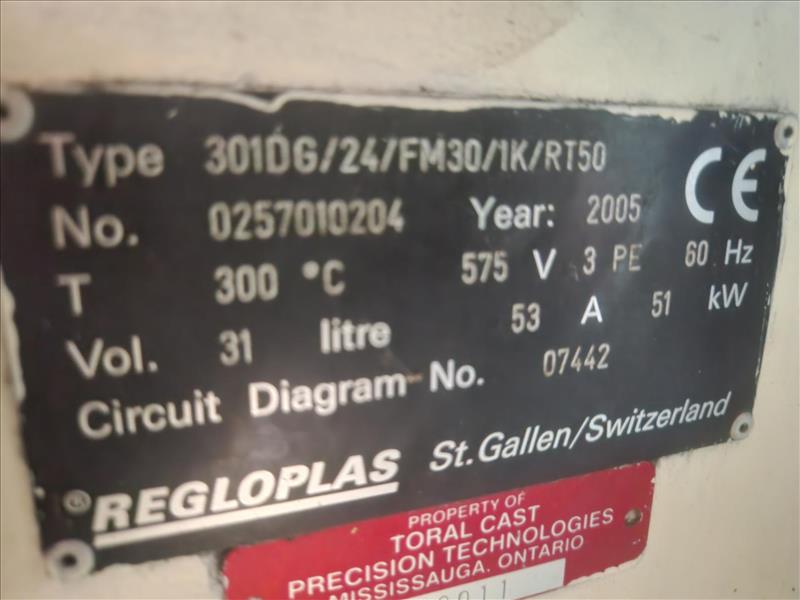 Type 301DG/24/FM30/1K/RT50
No. 0257010204 Year: 2005 CE
T 300 °C 575 V 3 PE 60 Hz
Vol. 31 litre 53 A 51 kW
Circuit Diagram No. 07442
® REGLOPLAS St. Gallen/Switzerland
PROPERTY OF
TORAL CAST
PRECISION TECHNOLOGIES
MISSISSAUGA, ONTARIO